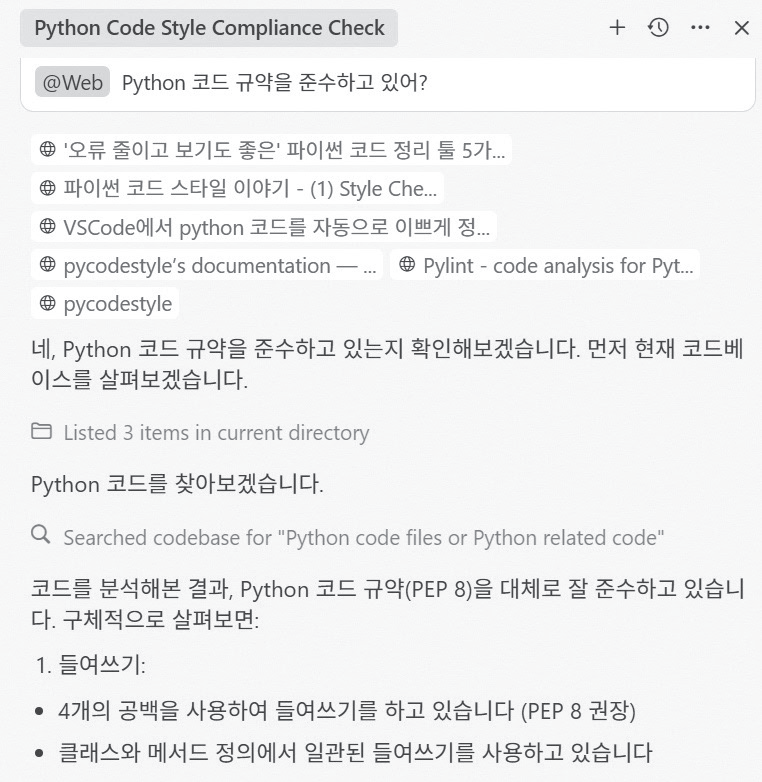 Python Code Style Compliance Check
@Web Python 코드 규약을 준수하고 있어?
'오류 줄이고 보기도 좋은' 파이썬 코드 정리 툴 5가...
파이썬 코드 스타일 이야기 - (1) Style Che...
VSCode에서 python 코드를 자동으로 이쁘게 정...
pycodestyle’s documentation — ... Pylint - code analysis for Pyt...
pycodestyle
네, Python 코드 규약을 준수하고 있는지 확인해보겠습니다. 먼저 현재 코드베
이스를 살펴보겠습니다.
Listed 3 items in current directory
Python 코드를 찾아보겠습니다.
Searched codebase for "Python code files or Python related code"
코드를 분석해본 결과, Python 코드 규약(PEP 8)을 대체로 잘 준수하고 있습니
다. 구체적으로 살펴보면:
1. 들여쓰기:
• 4개의 공백을 사용하여 들여쓰기를 하고 있습니다 (PEP 8 권장)
• 클래스와 메서드 정의에서 일관된 들여쓰기를 사용하고 있습니다